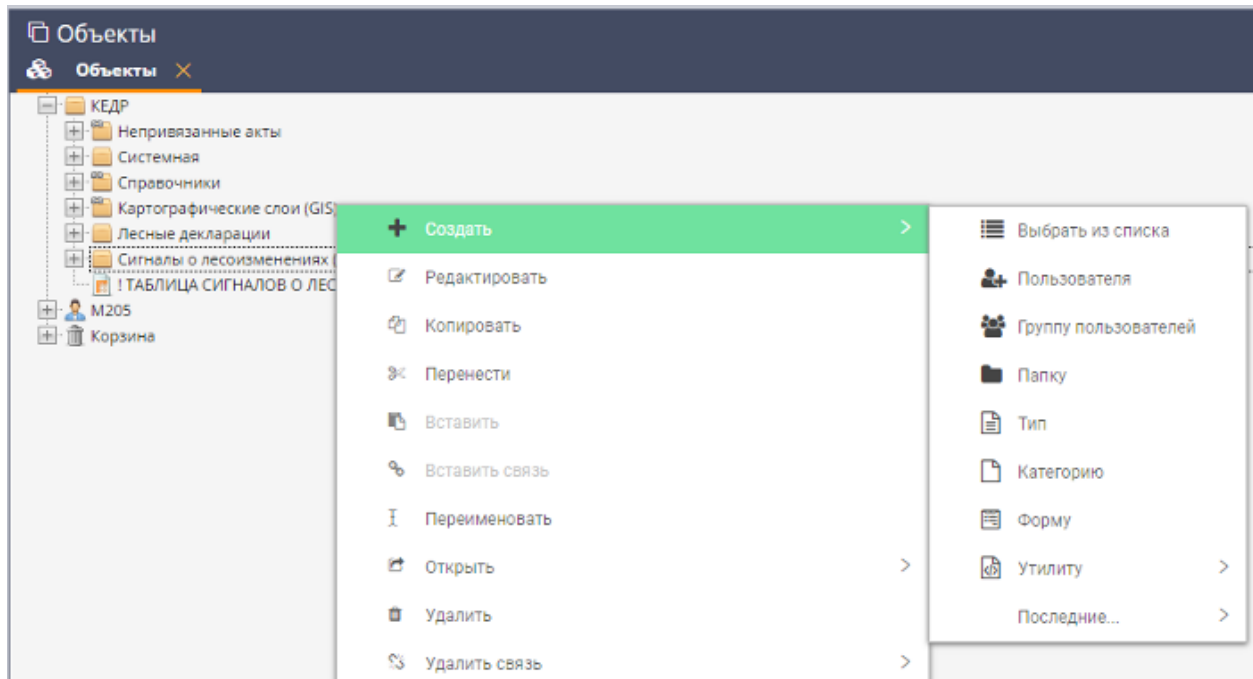 Объекты
Объекты
КЕДР
Непривязанные акты
Системная
Справочники
Картографические слои (GIS)
Лесные декларации
Сигналы о лесоизменениях (
! ТАБЛИЦА СИГНАЛОВ О ЛЕС
М205
Корзина
Создать
Редактировать
Копировать
Перенести
Вставить
Вставить связь
Переименовать
Открыть
Удалить
Удалить связь
Выбрать из списка
Пользователя
Группу пользователей
Папку
Тип
Категорию
Форму
Утилиту
Последние...